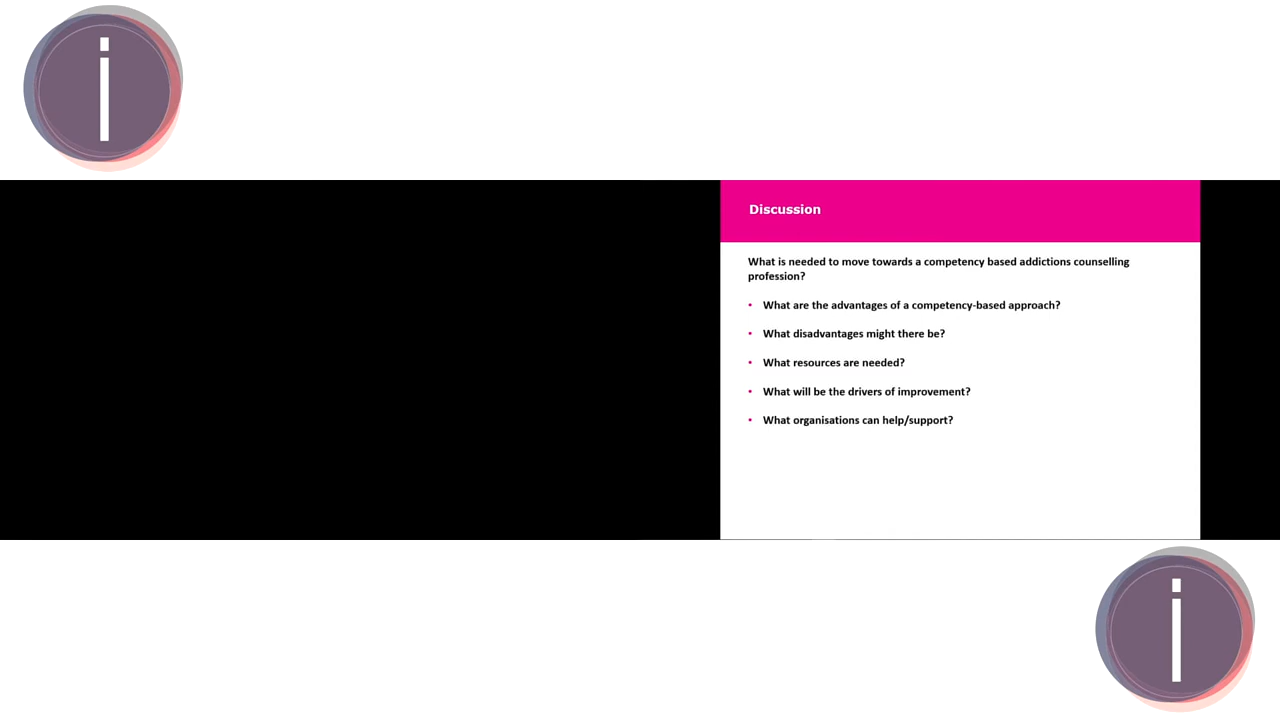 i
Discussion
What is needed to move towards a competency based addictions counselling
profession?
• What are the advantages of a competency-based approach?
• What disadvantages might there be?
• What resources are needed?
• What will be the drivers of improvement?
• What organisations can help/support?
i